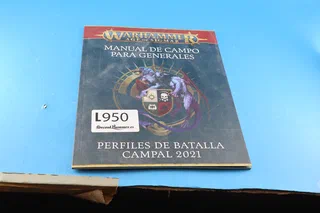 WARHAMMER
AGE OF SIGMAR
MANUAL DE CAMPO
PARA GENERALES
L950
PERFILES DE BATALLA
CAMPAL 2021